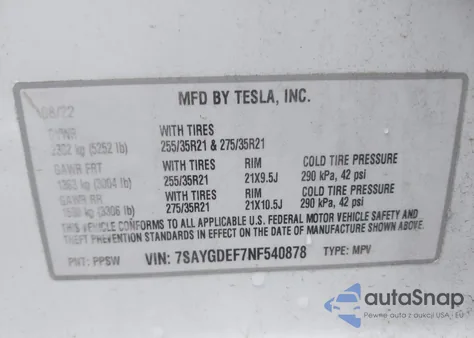 MFD BY TESLA, INC.
08/22
GVWR WITH TIRES
2382 kg (5252 lb) 255/35R21 & 275/35R21
GAWR FRT WITH TIRES RIM COLD TIRE PRESSURE
1363 kg (3004 lb) 255/35R21 21X9.5J 290 kPa, 42 psi
GAWR RR WITH TIRES RIM COLD TIRE PRESSURE
(3306 lb) 275/35R21 21X10.5J 290 kPa, 42 psi
THIS VEHICLE CONFORMS TO ALL APPLICABLE U.S. FEDERAL MOTOR VEHICLE SAFETY AND
THEFT PREVENTION STANDARDS IN EFFECT ON THE DATE OF MANUFACTURE SHOWN ABOVE.
PNT: PPSW VIN: 7SAYGDEF7NF540878 TYPE: MPV
autoSnap
Pewne auta z aukcji USA i EU